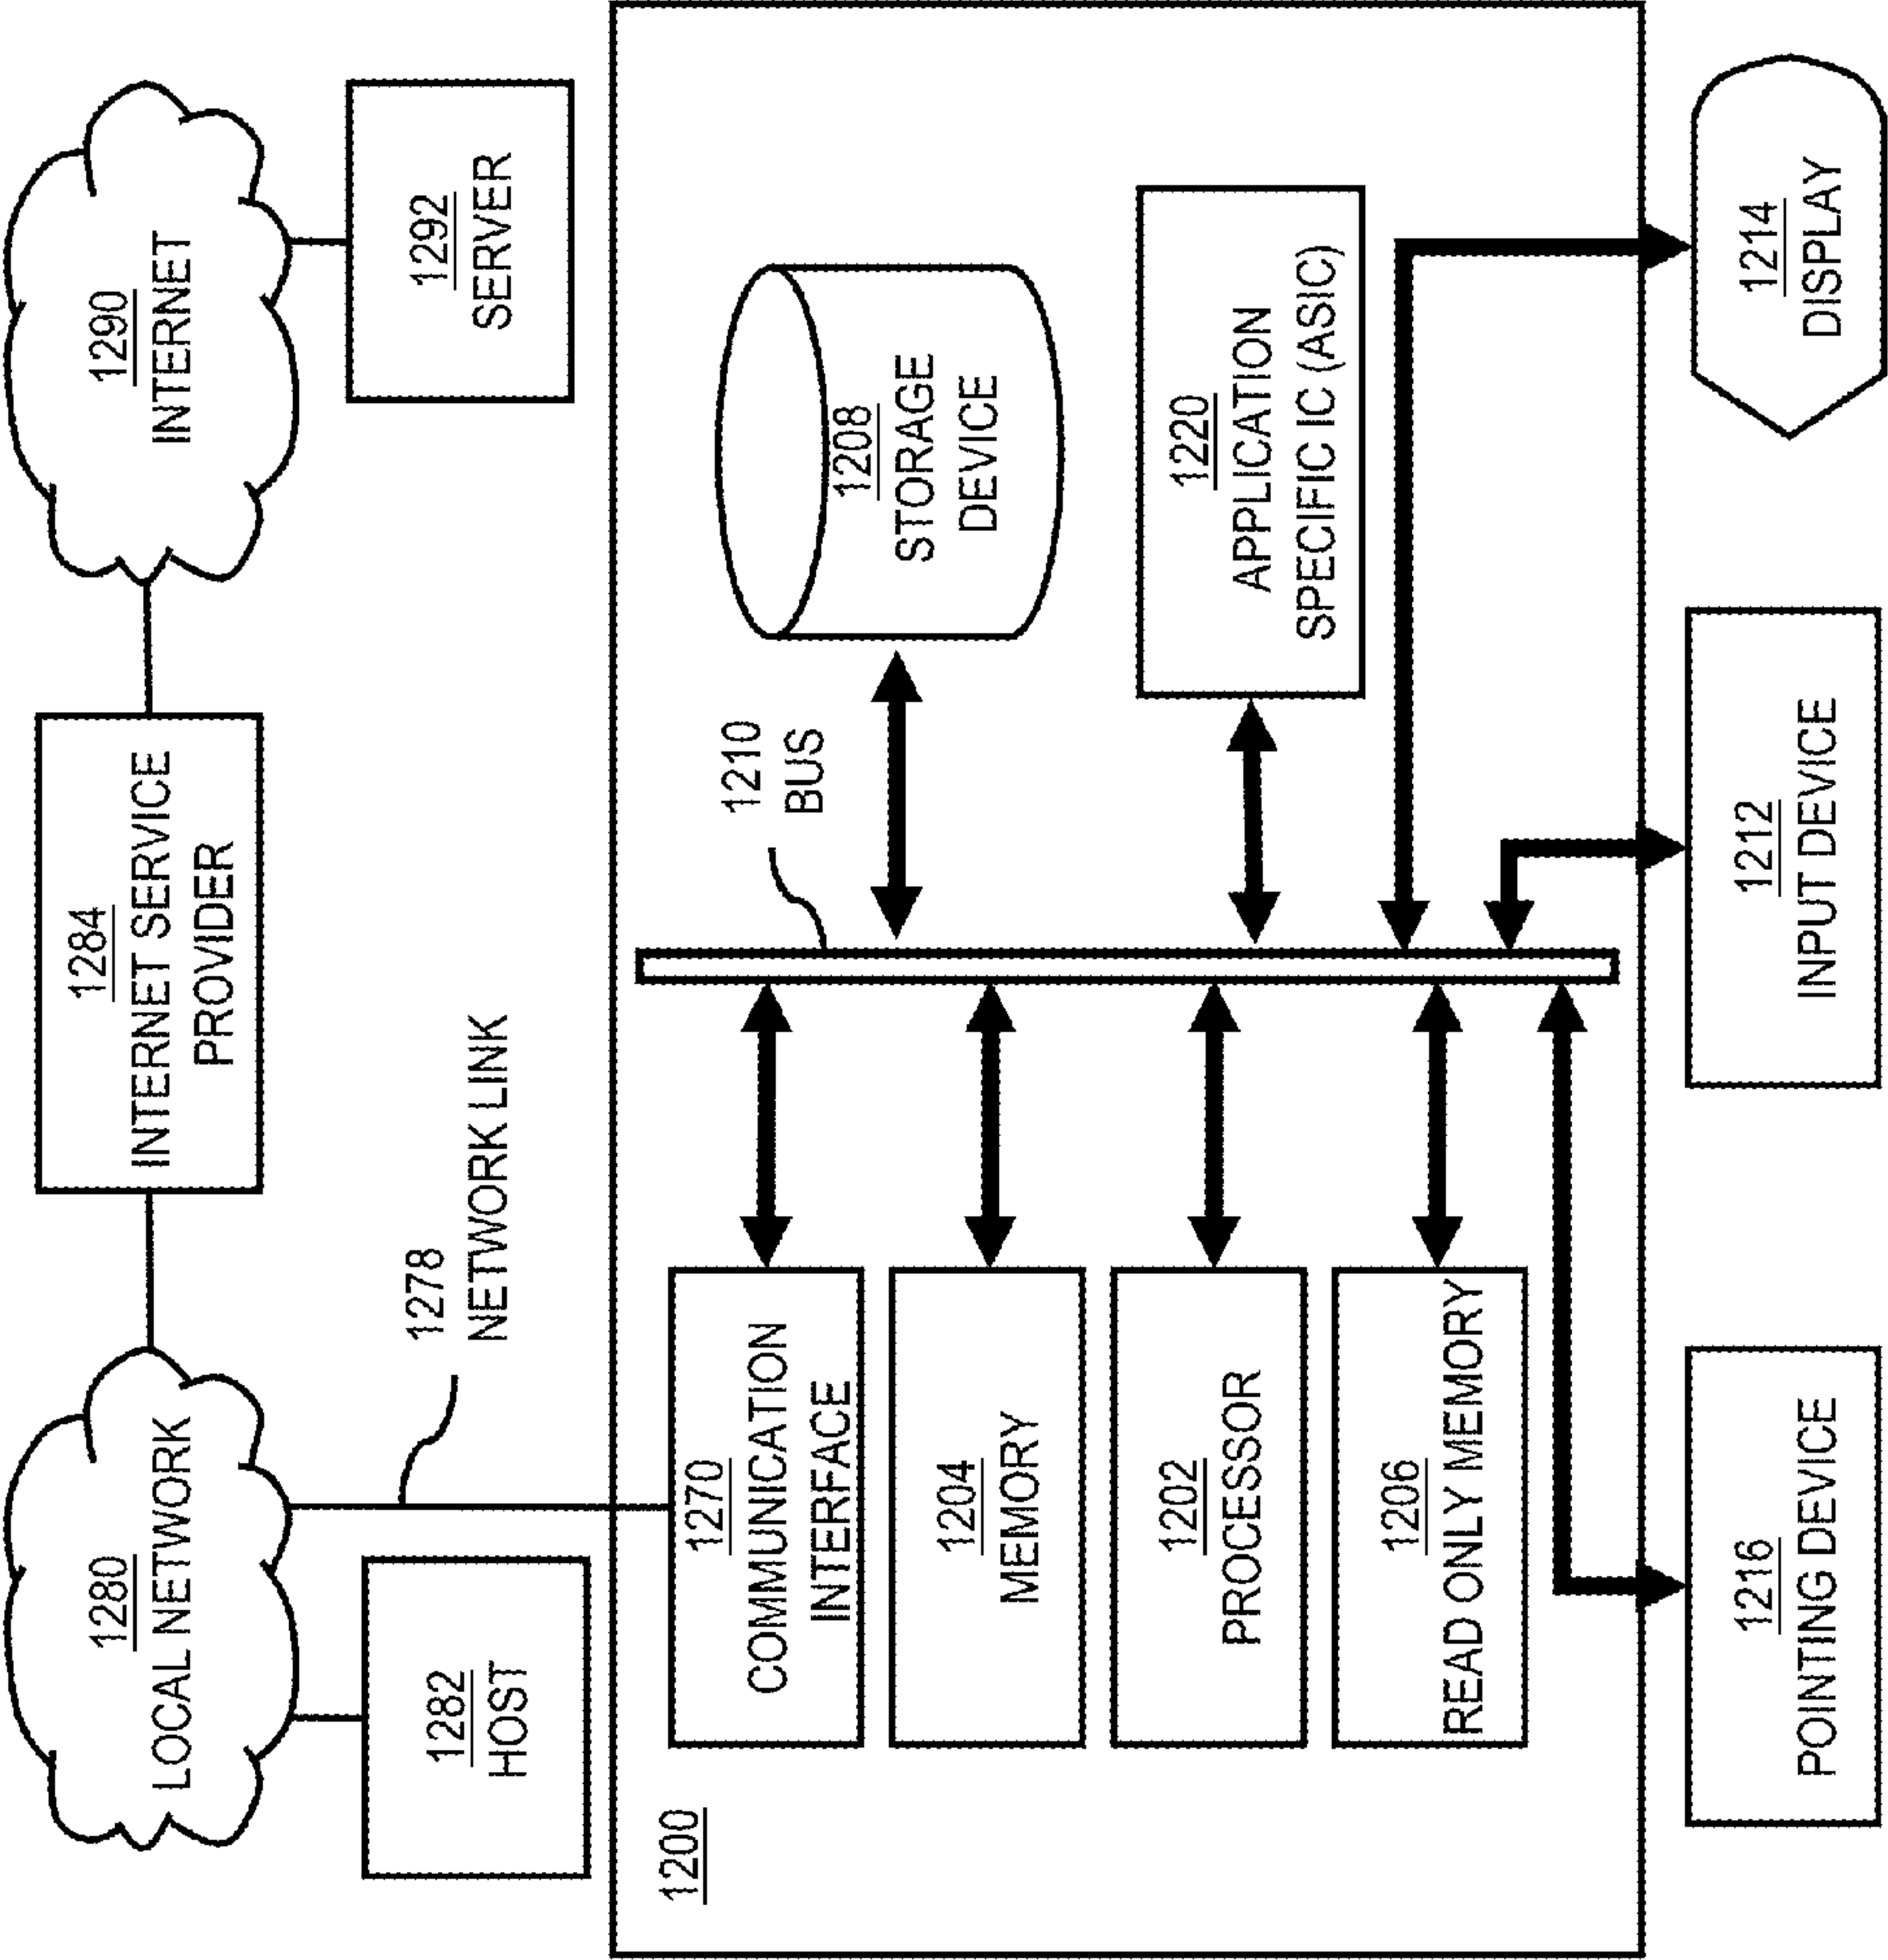 1280
LOCAL NETWORK
1284
INTERNET SERVICE
PROVIDER
1290
INTERNET
1282
HOST
1278
NETWORK LINK
1292
SERVER
1200
1270
COMMUNICATION
INTERFACE
1210
BUS
1208
STORAGE
DEVICE
1204
MEMORY
1202
PROCESSOR
1220
APPLICATION
SPECIFIC IC (ASIC)
1206
READ ONLY MEMORY
1216
POINTING DEVICE
1212
INPUT DEVICE
1214
DISPLAY